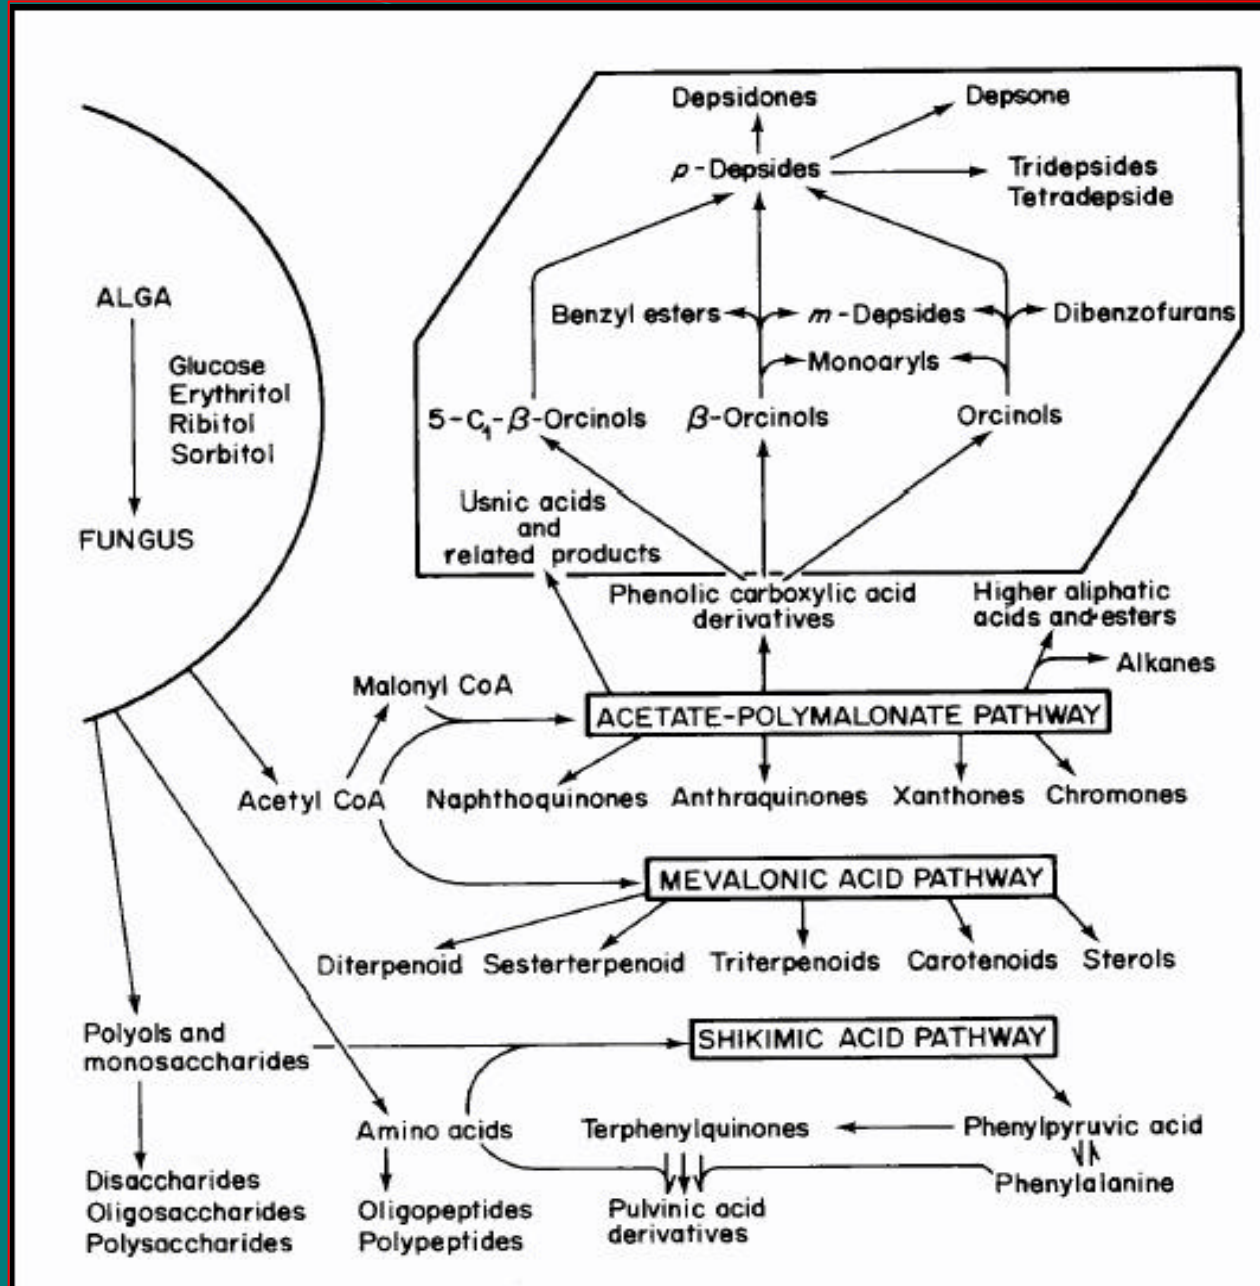 Depsidones
Depsone
p-Depsides
Tridepsides
Tetradepside
ALGA
Glucose
Erythritol
Ribitol
Sorbitol
FUNGUS
Benzyl esters
m-Depsides
Dibenzofurans
Monoaryls
5-C₁-β-Orcinols
β-Orcinols
Orcinols
Usnic acids
and
related products
Phenolic carboxylic acid
derivatives
Higher aliphatic
acids and esters
Alkanes
Malonyl CoA
ACETATE-POLYMALONATE PATHWAY
Acetyl CoA
Naphthoquinones
Anthraquinones
Xanthones
Chromones
MEVALONIC ACID PATHWAY
Diterpenoid
Sesterterpenoid
Triterpenoids
Carotenoids
Sterols
Polyols and
monosaccharides
SHIKIMIC ACID PATHWAY
Amino acids
Terphenylquinones
Phenylpyruvic acid
Phenylalanine
Disaccharides
Oligosaccharides
Polysaccharides
Oligopeptides
Polypeptides
Pulvinic acid
derivatives